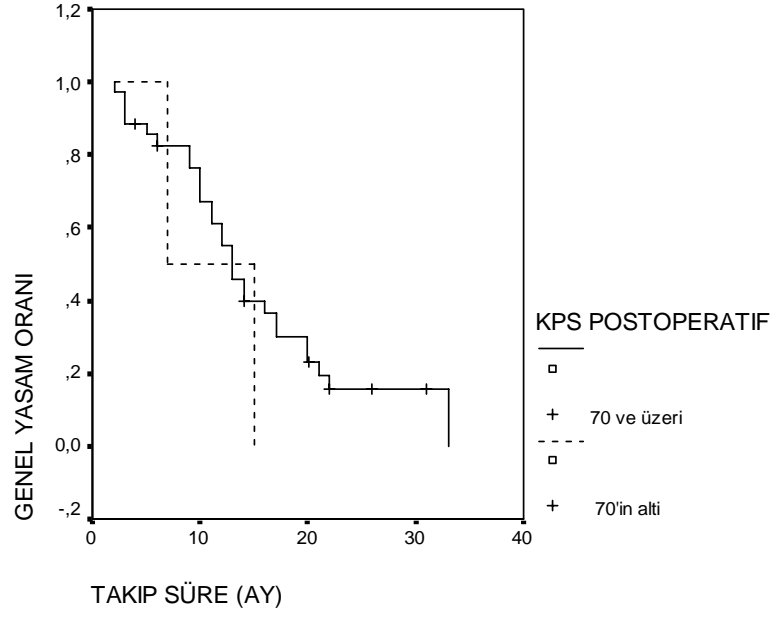 1,2
1,0
,8
,6
,4
,2
0,0
-,2
GENEL YASAM ORANI
0
10
20
30
40
TAKIP SÜRE (AY)
KPS POSTOPERATIF
70 ve üzeri
70'in alti